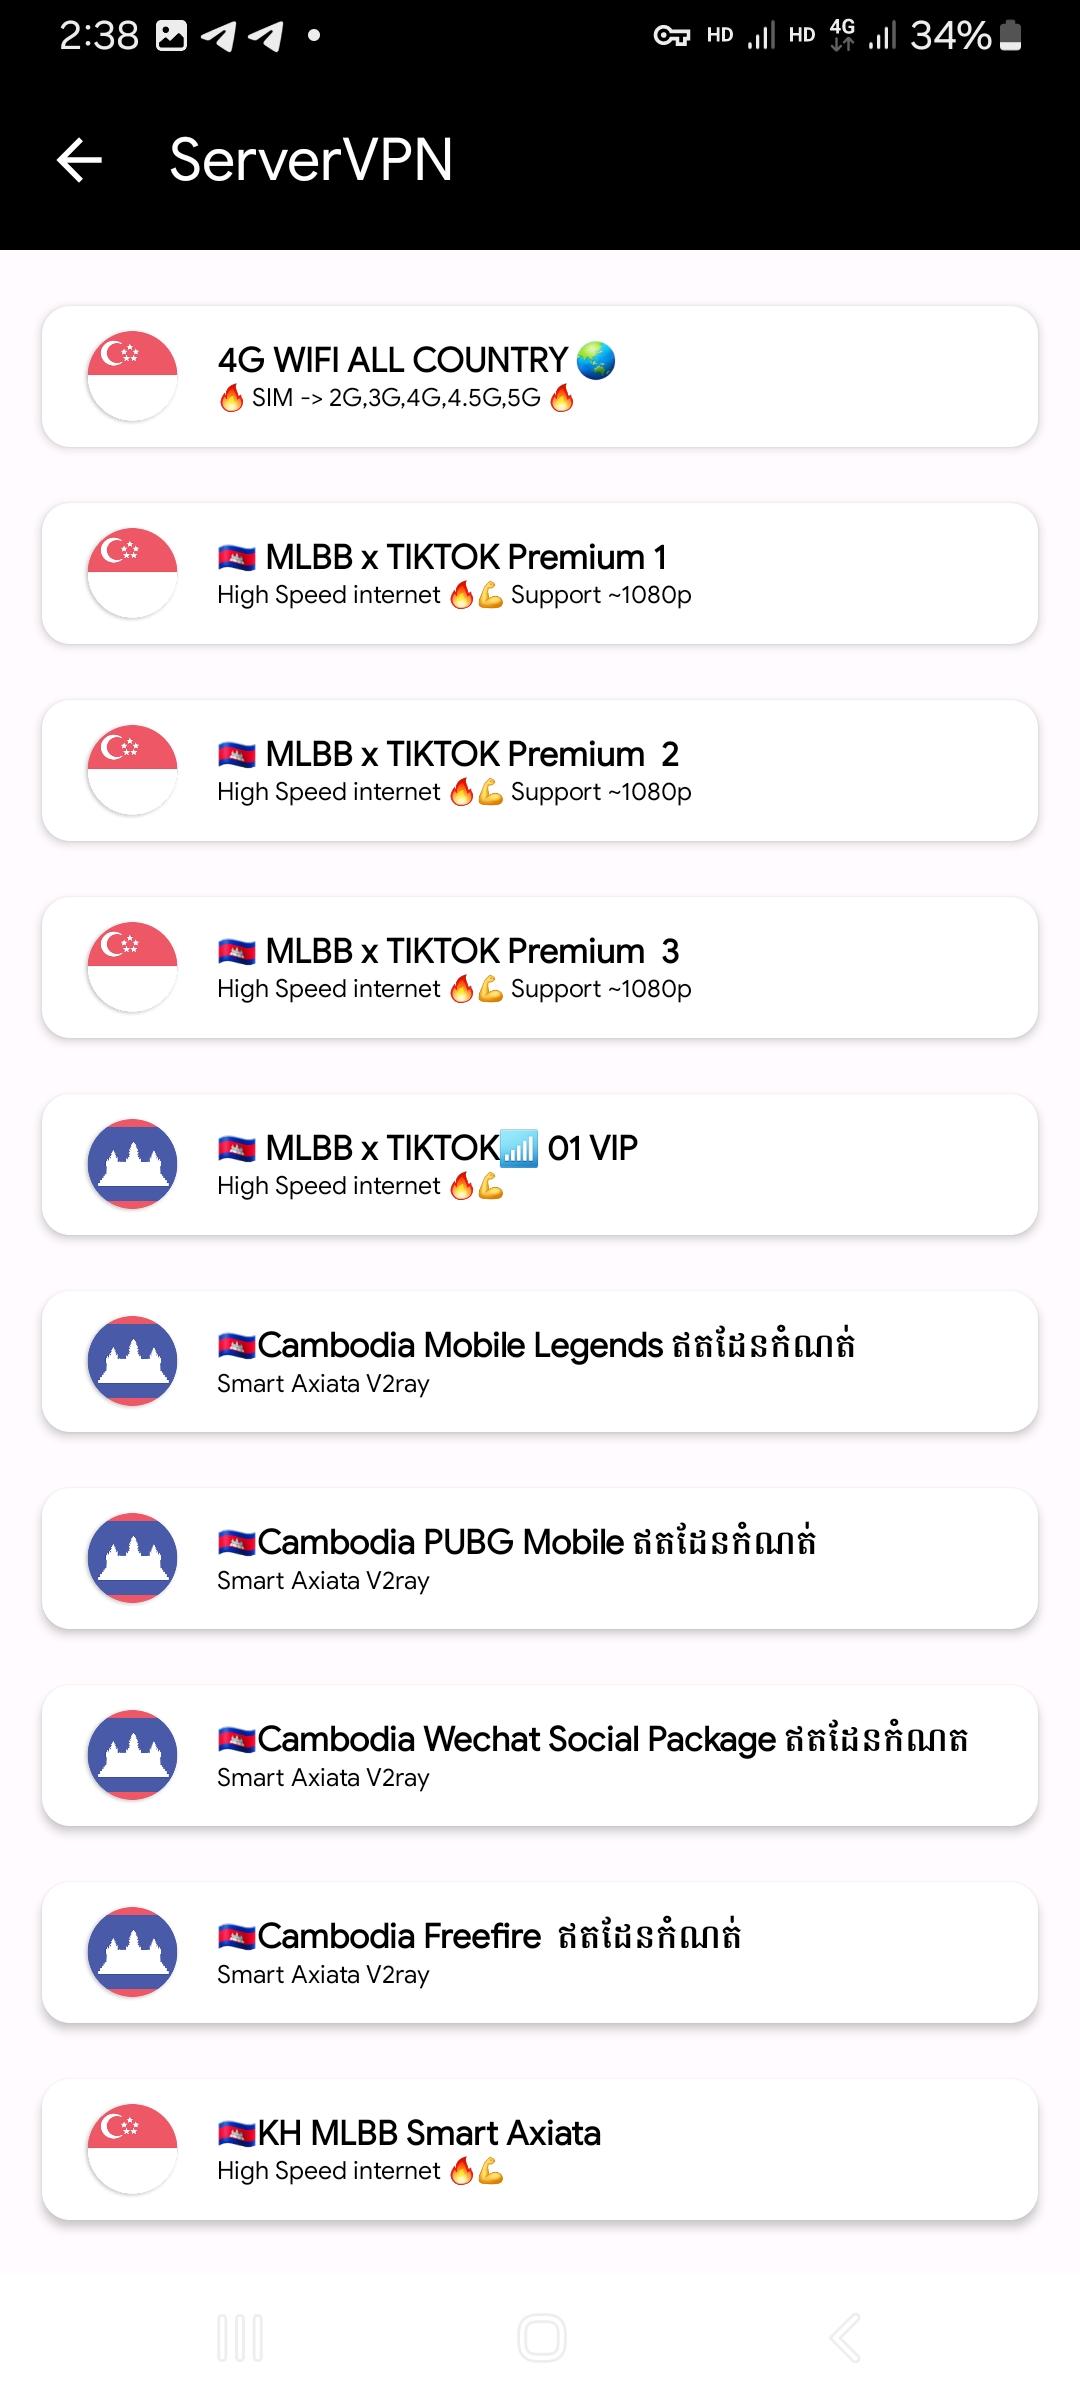 2:38 HD HD 4G 34%
ServerVPN
4G WIFI ALL COUNTRY 🌏
🔥 SIM -> 2G,3G,4G,4.5G,5G 🔥
🇰🇭 MLBB x TIKTOK Premium 1
High Speed internet 🔥💪 Support ~1080p
🇰🇭 MLBB x TIKTOK Premium  2
High Speed internet 🔥💪 Support ~1080p
🇰🇭 MLBB x TIKTOK Premium  3
High Speed internet 🔥💪 Support ~1080p
🇰🇭 MLBB x TIKTOK📶 01 VIP
High Speed internet 🔥💪
🇰🇭Cambodia Mobile Legends ឥតដែនកំណត់
Smart Axiata V2ray
🇰🇭Cambodia PUBG Mobile ឥតដែនកំណត់
Smart Axiata V2ray
🇰🇭Cambodia Wechat Social Package ឥតដែនកំណត
Smart Axiata V2ray
🇰🇭Cambodia Freefire  ឥតដែនកំណត់
Smart Axiata V2ray
🇰🇭KH MLBB Smart Axiata
High Speed internet 🔥💪